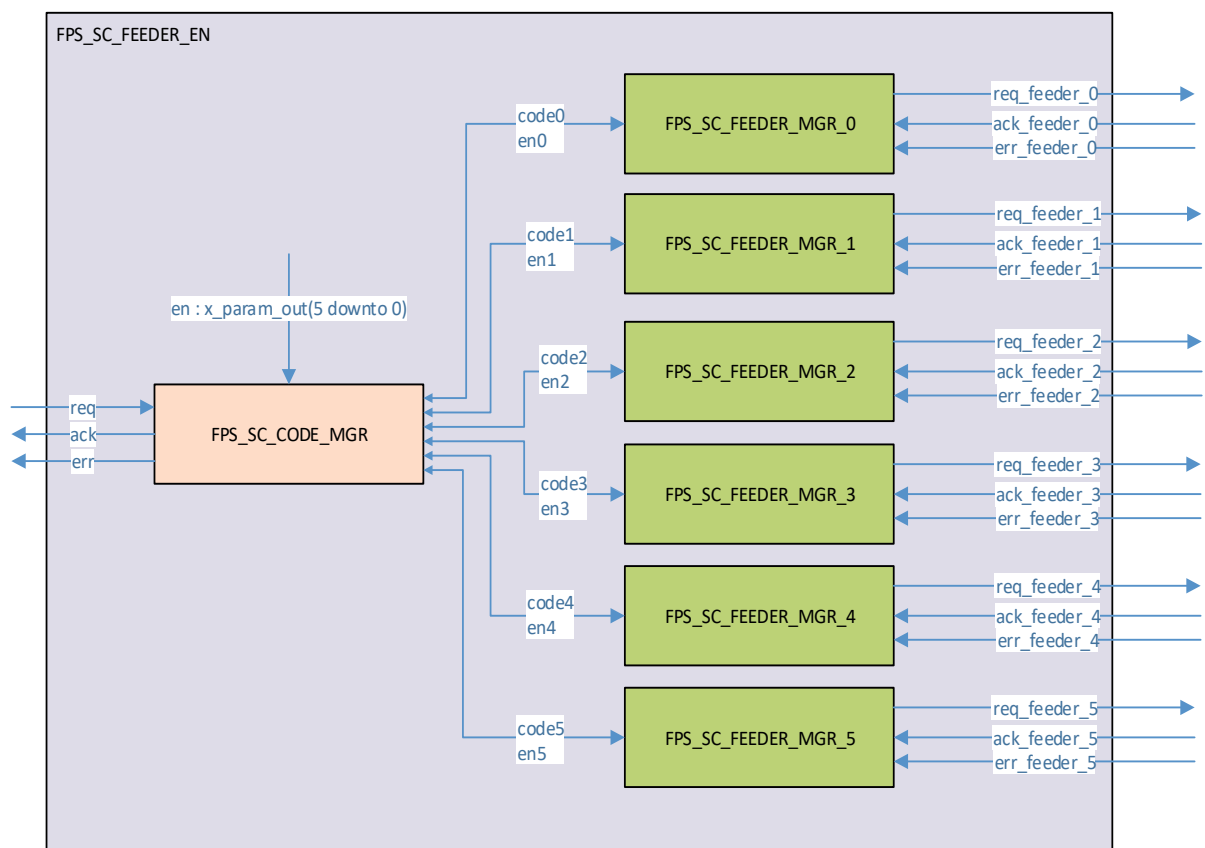 FPS_SC_FEEDER_EN
code0
en0
FPS_SC_FEEDER_MGR_0
req_feeder_0
ack_feeder_0
err_feeder_0
code1
en1
FPS_SC_FEEDER_MGR_1
req_feeder_1
ack_feeder_1
err_feeder_1
en : x_param_out(5 downto 0)
code2
en2
FPS_SC_FEEDER_MGR_2
req_feeder_2
ack_feeder_2
err_feeder_2
req
ack
err
FPS_SC_CODE_MGR
code3
en3
FPS_SC_FEEDER_MGR_3
req_feeder_3
ack_feeder_3
err_feeder_3
code4
en4
FPS_SC_FEEDER_MGR_4
req_feeder_4
ack_feeder_4
err_feeder_4
code5
en5
FPS_SC_FEEDER_MGR_5
req_feeder_5
ack_feeder_5
err_feeder_5